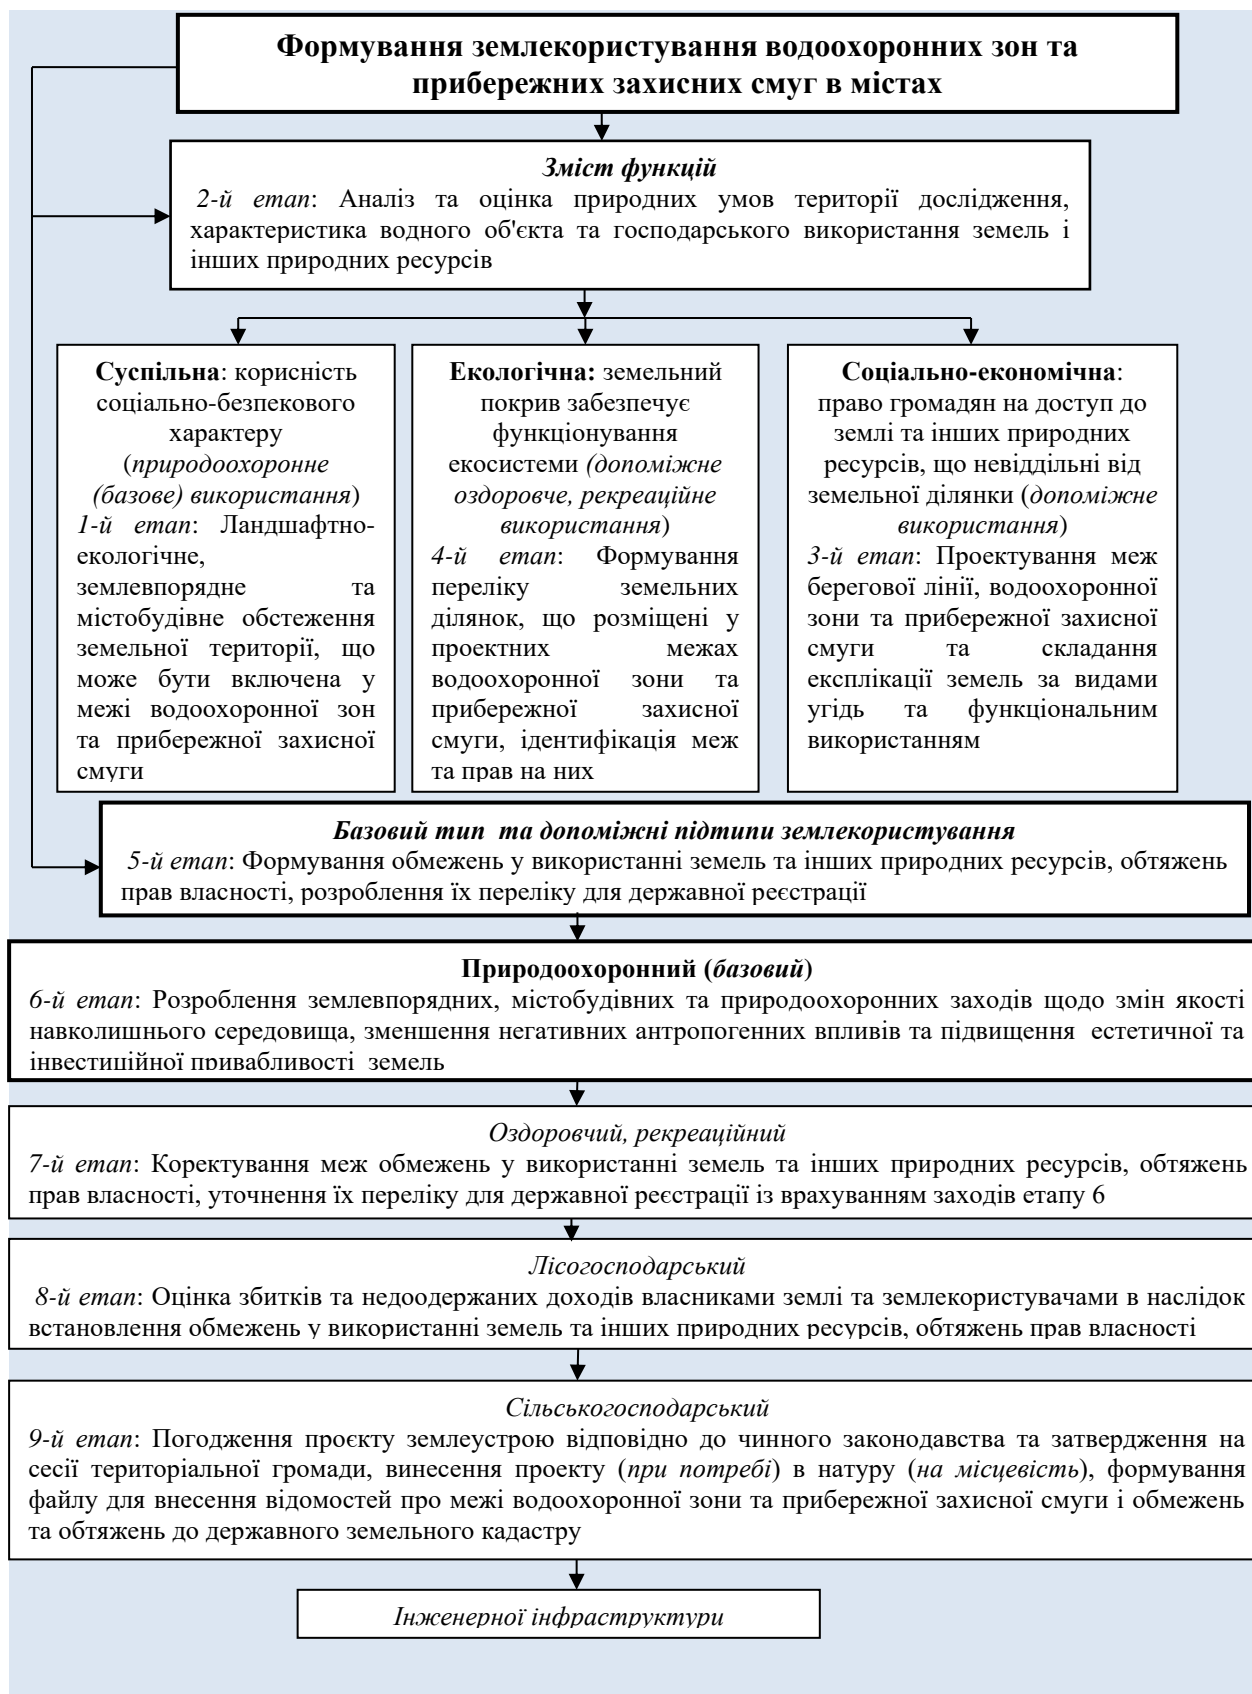 Формування землекористування водоохоронних зон та
прибережних захисних смуг в містах
Зміст функцій
2-й етап: Аналіз та оцінка природних умов території дослідження,
характеристика водного об'єкта та господарського використання земель і
інших природних ресурсів
Суспільна: корисність
соціально-безпекового
характеру
(природоохоронне
(базове) використання)
1-й етап: Ландшафтно-
екологічне,
землевпорядне та
містобудівне обстеження
земельної території, що
може бути включена у
межі водоохоронної зон
та прибережної захисної
смуги
Екологічна: земельний
покрив забезпечує
функціонування
екосистеми (допоміжне
оздоровче, рекреаційне
використання)
4-й етап: Формування
переліку земельних
ділянок, що розміщені у
проектних межах
водоохоронної зони та
прибережної захисної
смуги, ідентифікація меж
та прав на них
Соціально-економічна:
право громадян на доступ до
землі та інших природних
ресурсів, що невіддільні від
земельної ділянки (допоміжне
використання)
3-й етап: Проектування меж
берегової лінії, водоохоронної
зони та прибережної захисної
смуги та складання
експлікації земель за видами
угідь та функціональним
використанням
Базовий тип та допоміжні підтипи землекористування
5-й етап: Формування обмежень у використанні земель та інших природних ресурсів, обтяжень
прав власності, розроблення їх переліку для державної реєстрації
Природоохоронний (базовий)
6-й етап: Розроблення землевпорядних, містобудівних та природоохоронних заходів щодо змін якості
навколишнього середовища, зменшення негативних антропогенних впливів та підвищення естетичної та
інвестиційної привабливості земель
Оздоровчий, рекреаційний
7-й етап: Коректування меж обмежень у використанні земель та інших природних ресурсів, обтяжень
прав власності, уточнення їх переліку для державної реєстрації із врахуванням заходів етапу 6
Лісогосподарський
8-й етап: Оцінка збитків та недоодержаних доходів власниками землі та землекористувачами в наслідок
встановлення обмежень у використанні земель та інших природних ресурсів, обтяжень прав власності
Сільськогосподарський
9-й етап: Погодження проєкту землеустрою відповідно до чинного законодавства та затвердження на
сесії територіальної громади, винесення проекту (при потребі) в натуру (на місцевість), формування
файлу для внесення відомостей про межі водоохоронної зони та прибережної захисної смуги і обмежень
та обтяжень до державного земельного кадастру
Інженерної інфраструктури